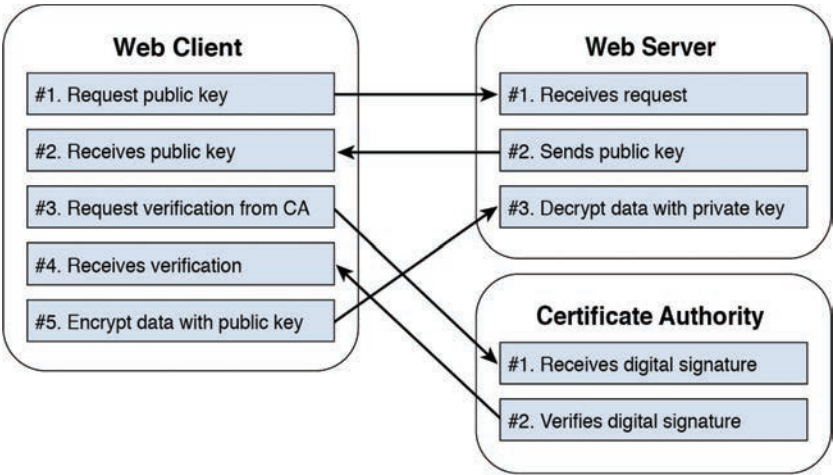 Web Client
#1. Request public key
#2. Receives public key
#3. Request verification from CA
#4. Receives verification
#5. Encrypt data with public key
Web Server
#1. Receives request
#2. Sends public key
#3. Decrypt data with private key
Certificate Authority
#1. Receives digital signature
#2. Verifies digital signature